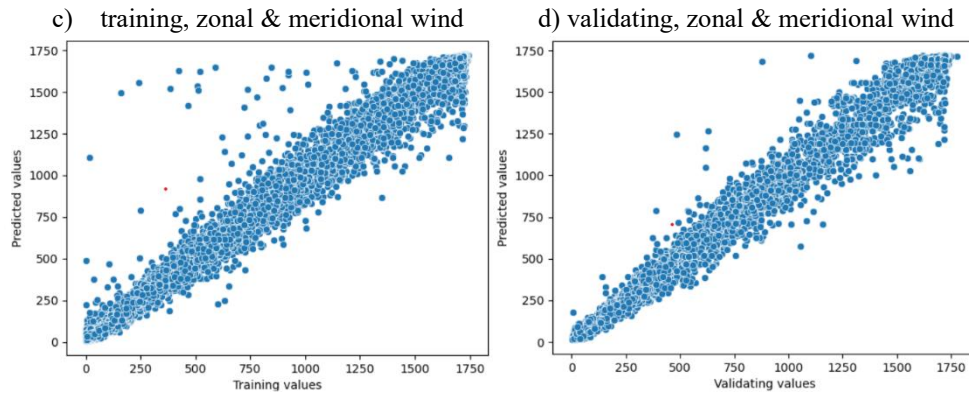 c) training, zonal & meridional wind
1750
1500
1250
1000
750
500
250
0
Predicted values
0 250 500 750 1000 1250 1500 1750
Training values
d) validating, zonal & meridional wind
1750
1500
1250
1000
750
500
250
0
Predicted values
0 250 500 750 1000 1250 1500 1750
Validating values